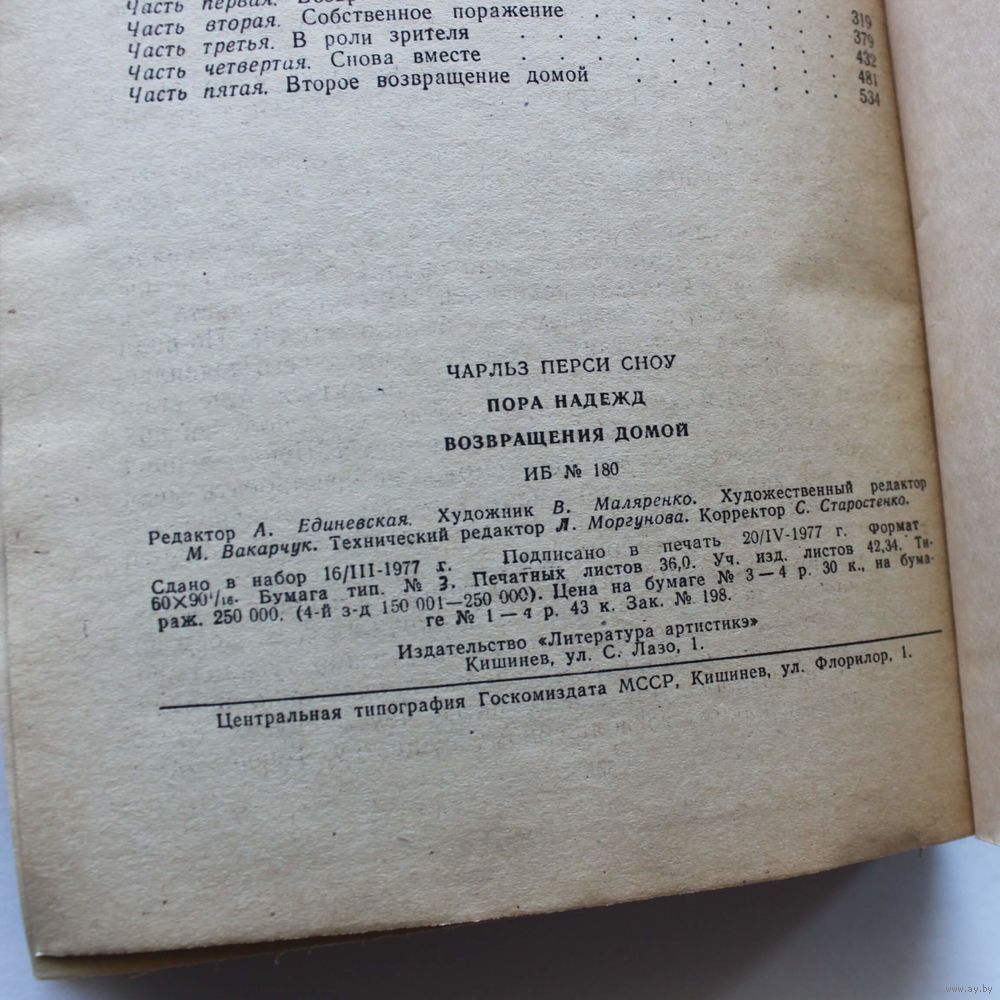 Часть первая.
Часть вторая. Собственное поражение . . . . . . . . 319
Часть третья. В роли зрителя . . . . . . . . . . 379
Часть четвертая. Снова вместе . . . . . . . . . . 432
Часть пятая. Второе возвращение домой . . . . . . . 481
534
ЧАРЛЬЗ ПЕРСИ СНОУ
ПОРА НАДЕЖД
ВОЗВРАЩЕНИЯ ДОМОЙ
ИБ № 180
Редактор А. Единевская. Художник В. Маляренко. Художественный редактор
М. Вакарчук. Технический редактор Л. Моргунова. Корректор С. Старостенко.
Сдано в набор 16/III-1977 г. Подписано в печать 20/IV-1977 г. Формат
60×90¹/₁₆. Бумага тип. № 3. Печатных листов 36,0. Уч. изд. листов 42,34. Ти-
раж. 250 000. (4-й з-д 150 001—250 000). Цена на бумаге № 3—4 р. 30 к., на бума-
ге № 1—4 р. 43 к. Зак. № 198.
Издательство «Литература артистикэ»
Кишинев, ул. С. Лазо, 1.
Центральная типография Госкомиздата МССР, Кишинев, ул. Флорилор, 1.
www.ay.by